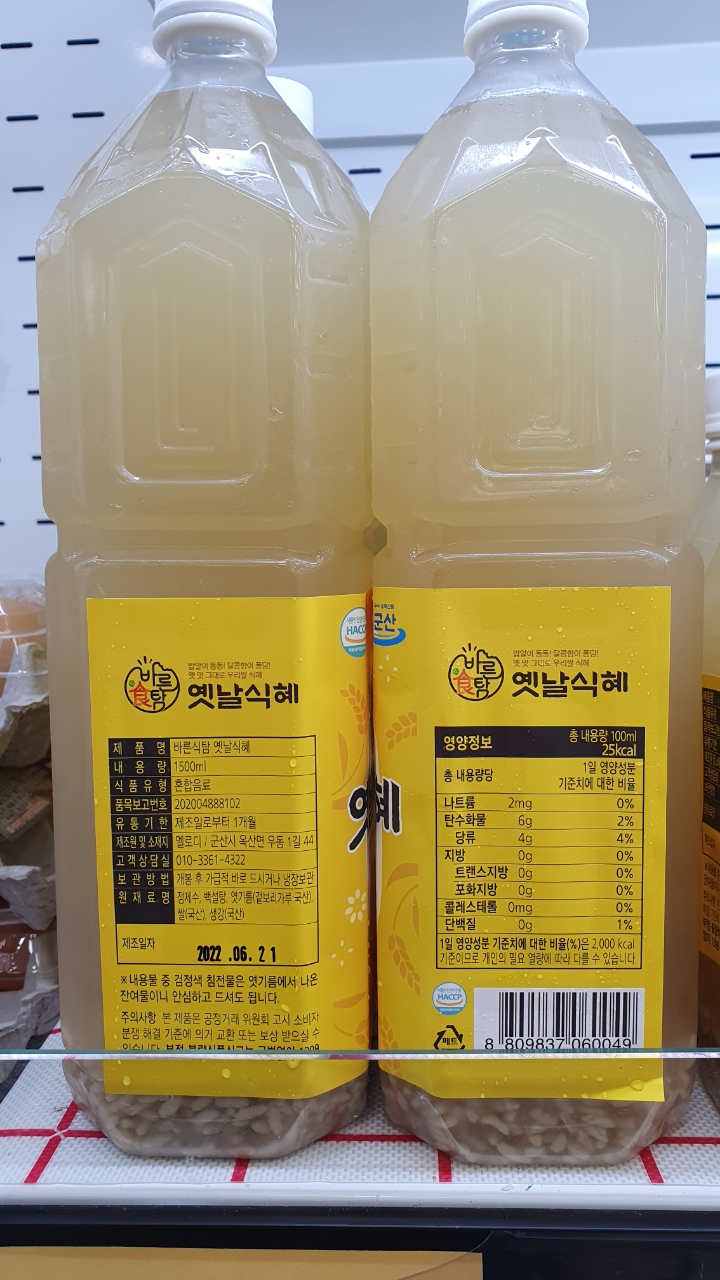 HACCP
바른
食탐
밥알이 동동! 달콤함이 퐁당!
옛 맛 그대로 우리쌀 식혜
옛날식혜
제 품 명 바른식탐 옛날식혜
내 용 량 1500ml
식 품 유 형 혼합음료
품목보고번호 202004888102
유 통 기 한 제조일로부터 1개월
제조원 및 소재지 멜로디 / 군산시 옥산면 우동 1길 44
고 객 상 담 실 010-3361-4322
보 관 방 법 개봉 후 가급적 바로 드시거나 냉장보관
원 재 료 명 정제수, 백설탕, 엿기름(겉보리가루 국산),
쌀(국산), 생강(국산)
제조일자
2022 .06. 2 1
※내용물 중 검정색 침전물은 엿기름에서 나온
잔여물이니 안심하고 드셔도 됩니다.
주의사항 본 제품은 공정거래 위원회 고시 소비자
분쟁 해결 기준에 의거 교환 또는 보상 받으실 수
있습니다.
군산
혜
바른
食탐
밥알이 동동! 달콤함이 퐁당!
옛 맛 그대로 우리쌀 식혜
옛날식혜
영양정보 총 내용량 100ml
25kcal
총 내용량당 1일 영양성분
기준치에 대한 비율
나트륨 2mg 0%
탄수화물 6g 2%
당류 4g 4%
지방 0g 0%
트랜스지방 0g
포화지방 0g 0%
콜레스테롤 0mg 0%
단백질 0g 1%
1일 영양성분 기준치에 대한 비율(%)은 2,000 kcal
기준이므로 개인의 필요 열량에 따라 다를 수 있습니다.
HACCP
페트
8 809837 060049